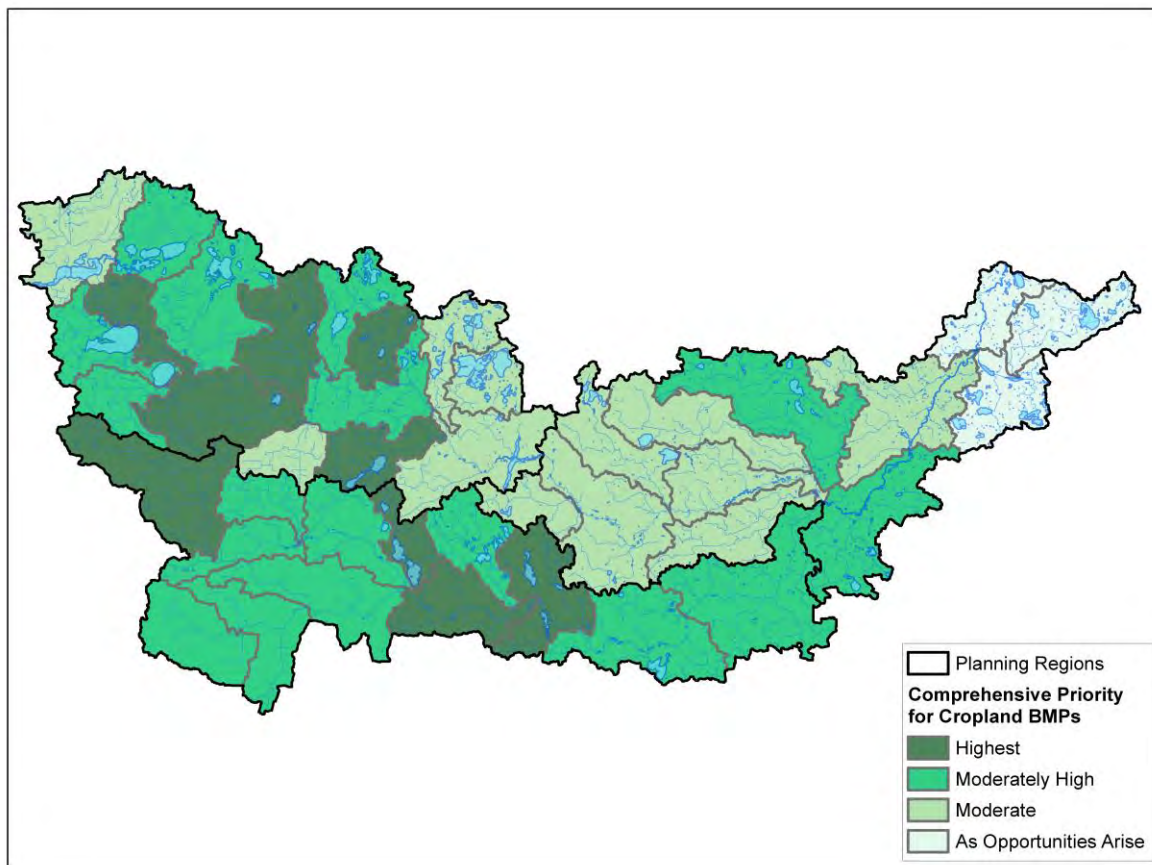 Planning Regions
Comprehensive Priority
for Cropland BMPs
Highest
Moderately High
Moderate
As Opportunities Arise